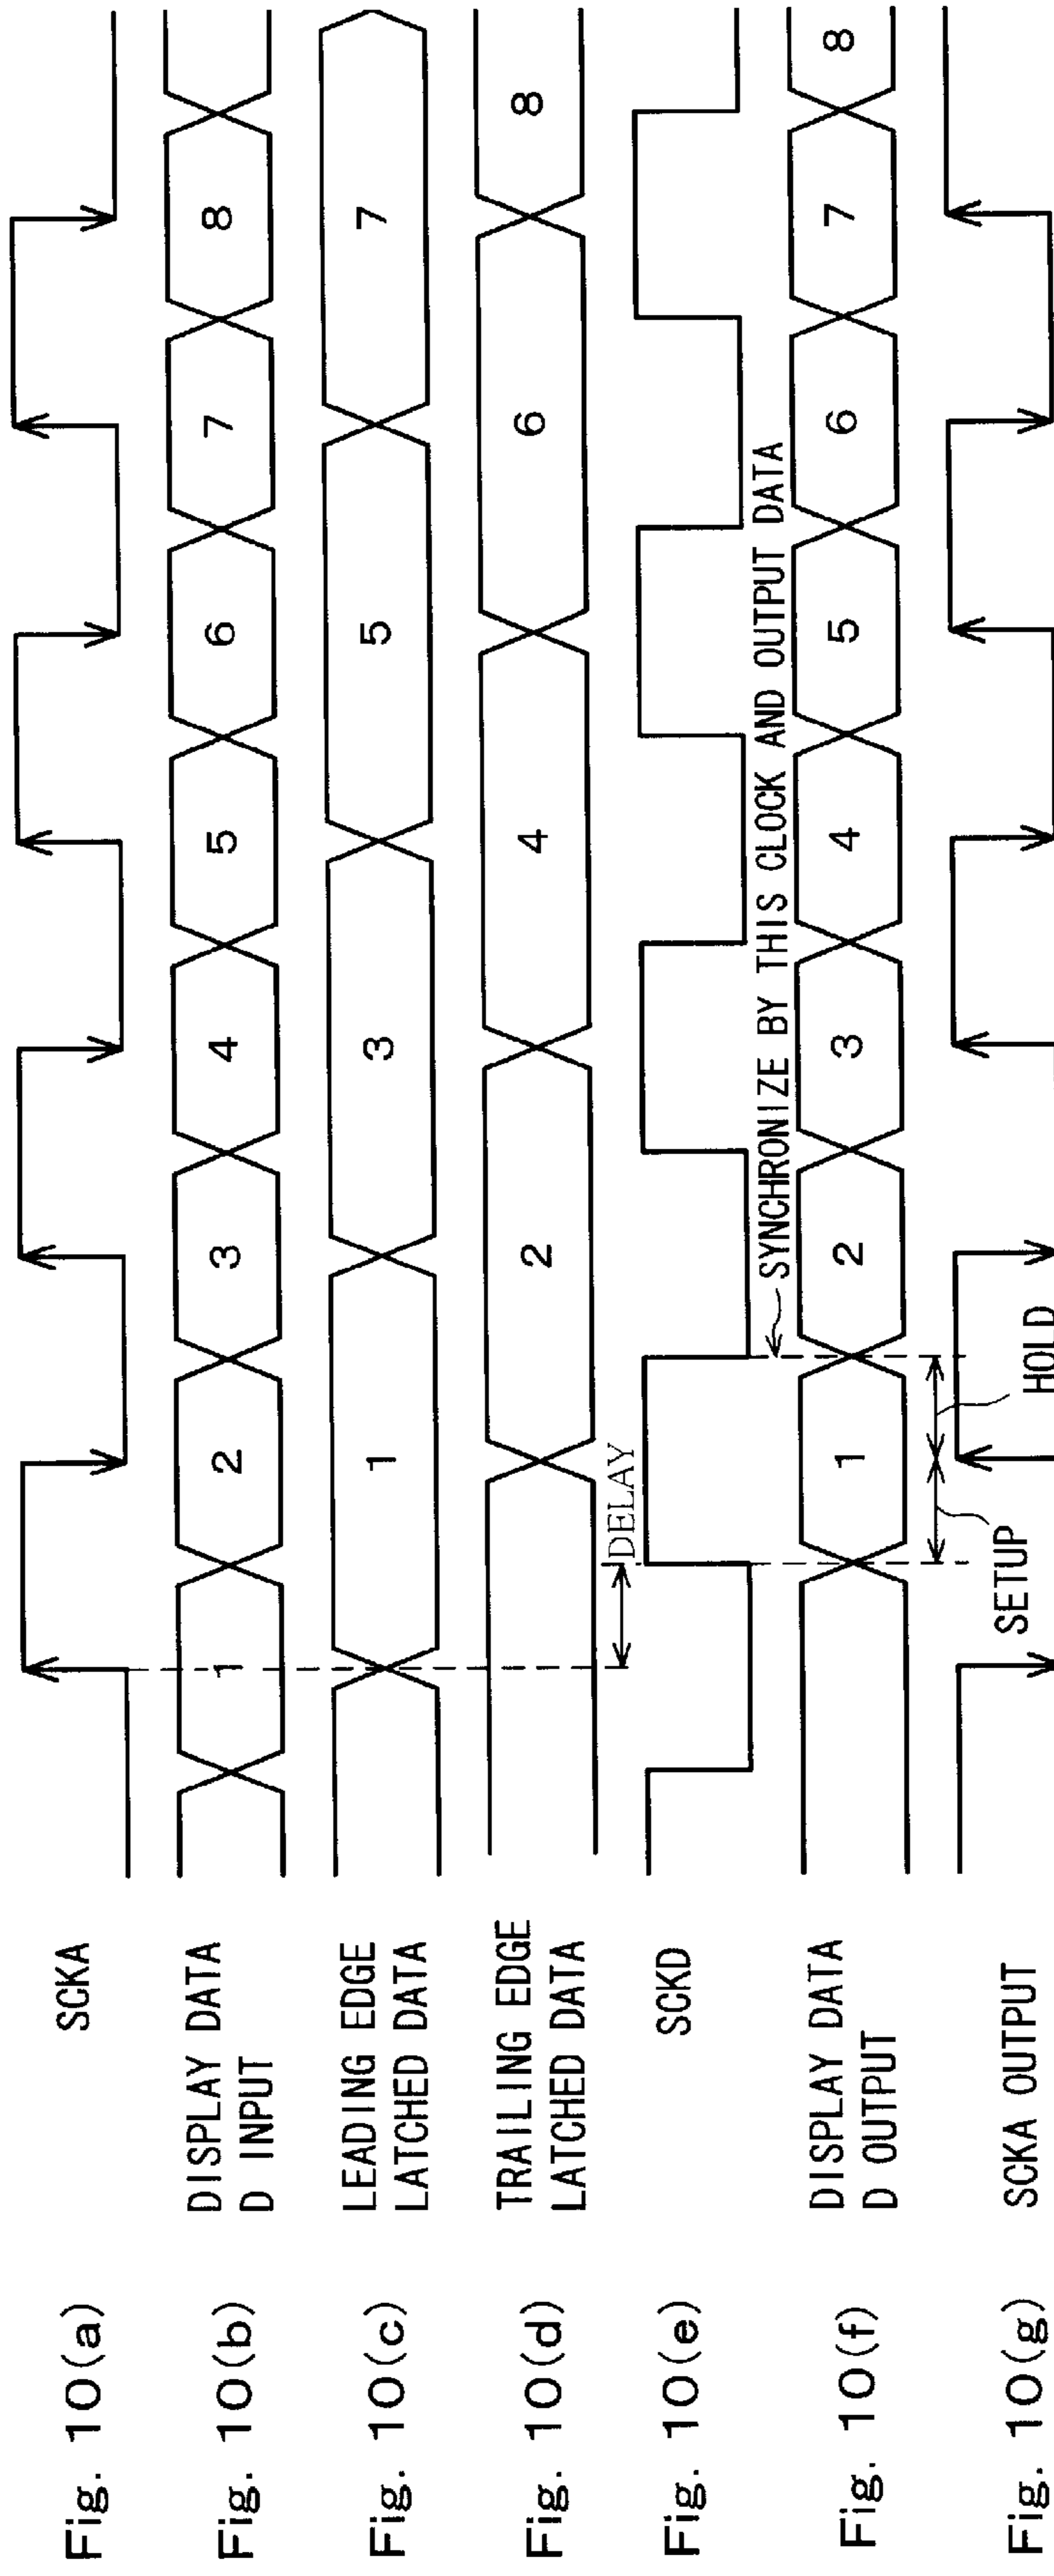 Fig. 10(a) SCKA
Fig. 10(b) DISPLAY DATA
D INPUT
1 2 3 4 5 6 7 8
Fig. 10(c) LEADING EDGE
LATCHED DATA
1 3 5 7
Fig. 10(d) TRAILING EDGE
LATCHED DATA
2 4 6 8
DELAY
Fig. 10(e) SCKD
SYNCHRONIZE BY THIS CLOCK AND OUTPUT DATA
Fig. 10(f) DISPLAY DATA
D OUTPUT
1 2 3 4 5 6 7 8
Fig. 10(g) SCKA OUTPUT
SETUP
HOLD